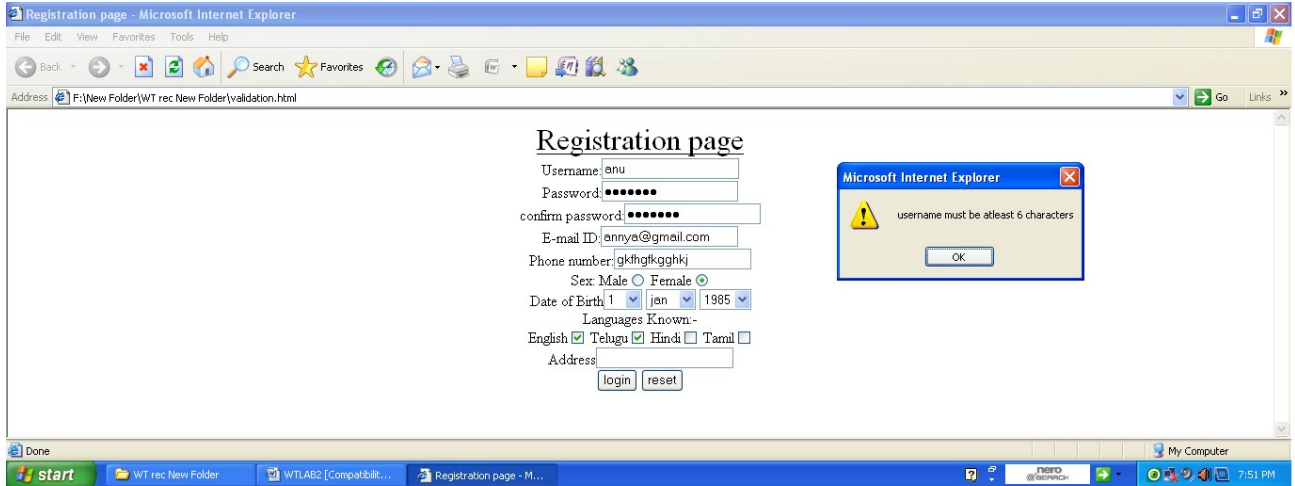 Registration page - Microsoft Internet Explorer
File Edit View Favorites Tools Help
Back Search Favorites
Address F:\New Folder\WT rec New Folder\validation.html Go Links »
Registration page
Username: anu
Password: •••••••
confirm password: •••••••
E-mail ID: annya@gmail.com
Phone number: gkfhgfkgghkj
Sex: Male Female
Date of Birth 1 jan 1985
Languages Known:-
English Telugu Hindi Tamil
Address
login reset
Microsoft Internet Explorer
username must be atleast 6 characters
OK
Done My Computer
start WT rec New Folder WTLAB2 [Compatibilit... Registration page - M... nero SEARCH 7:51 PM